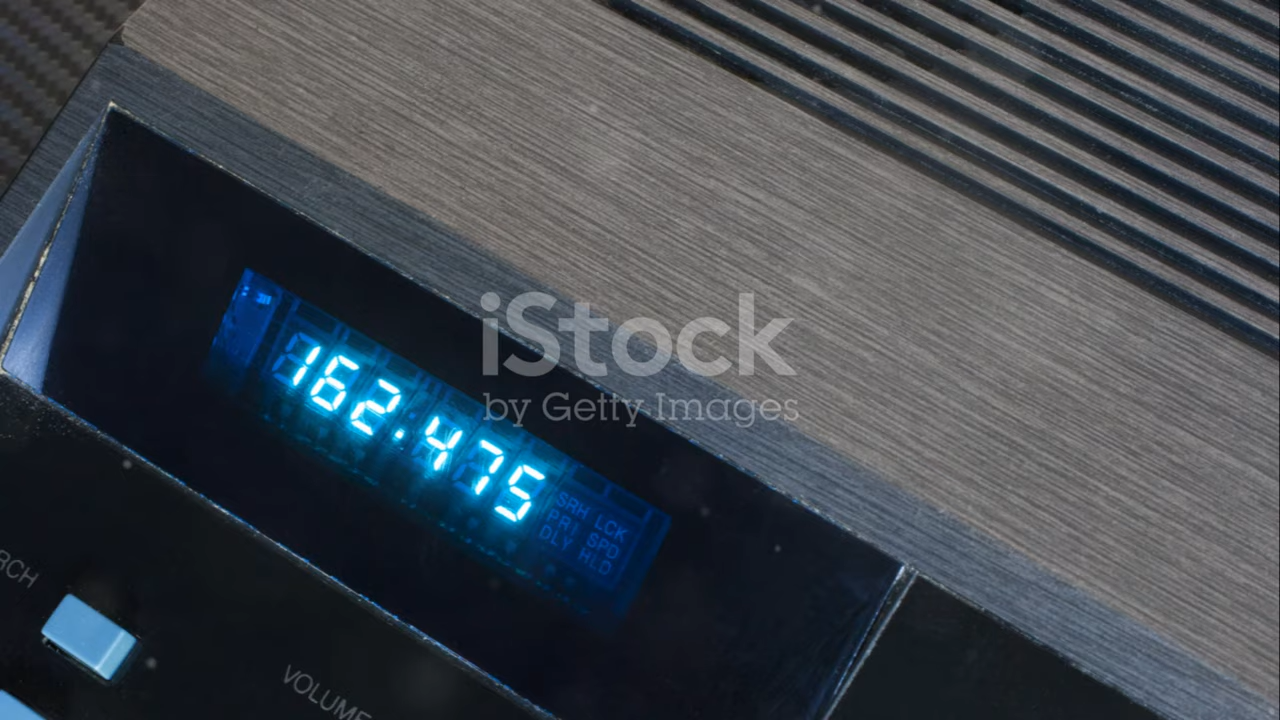 iStock
by Getty Images
162.475
SRH LCK
PRI SPD
DLY HLD
RCH
VOLUME